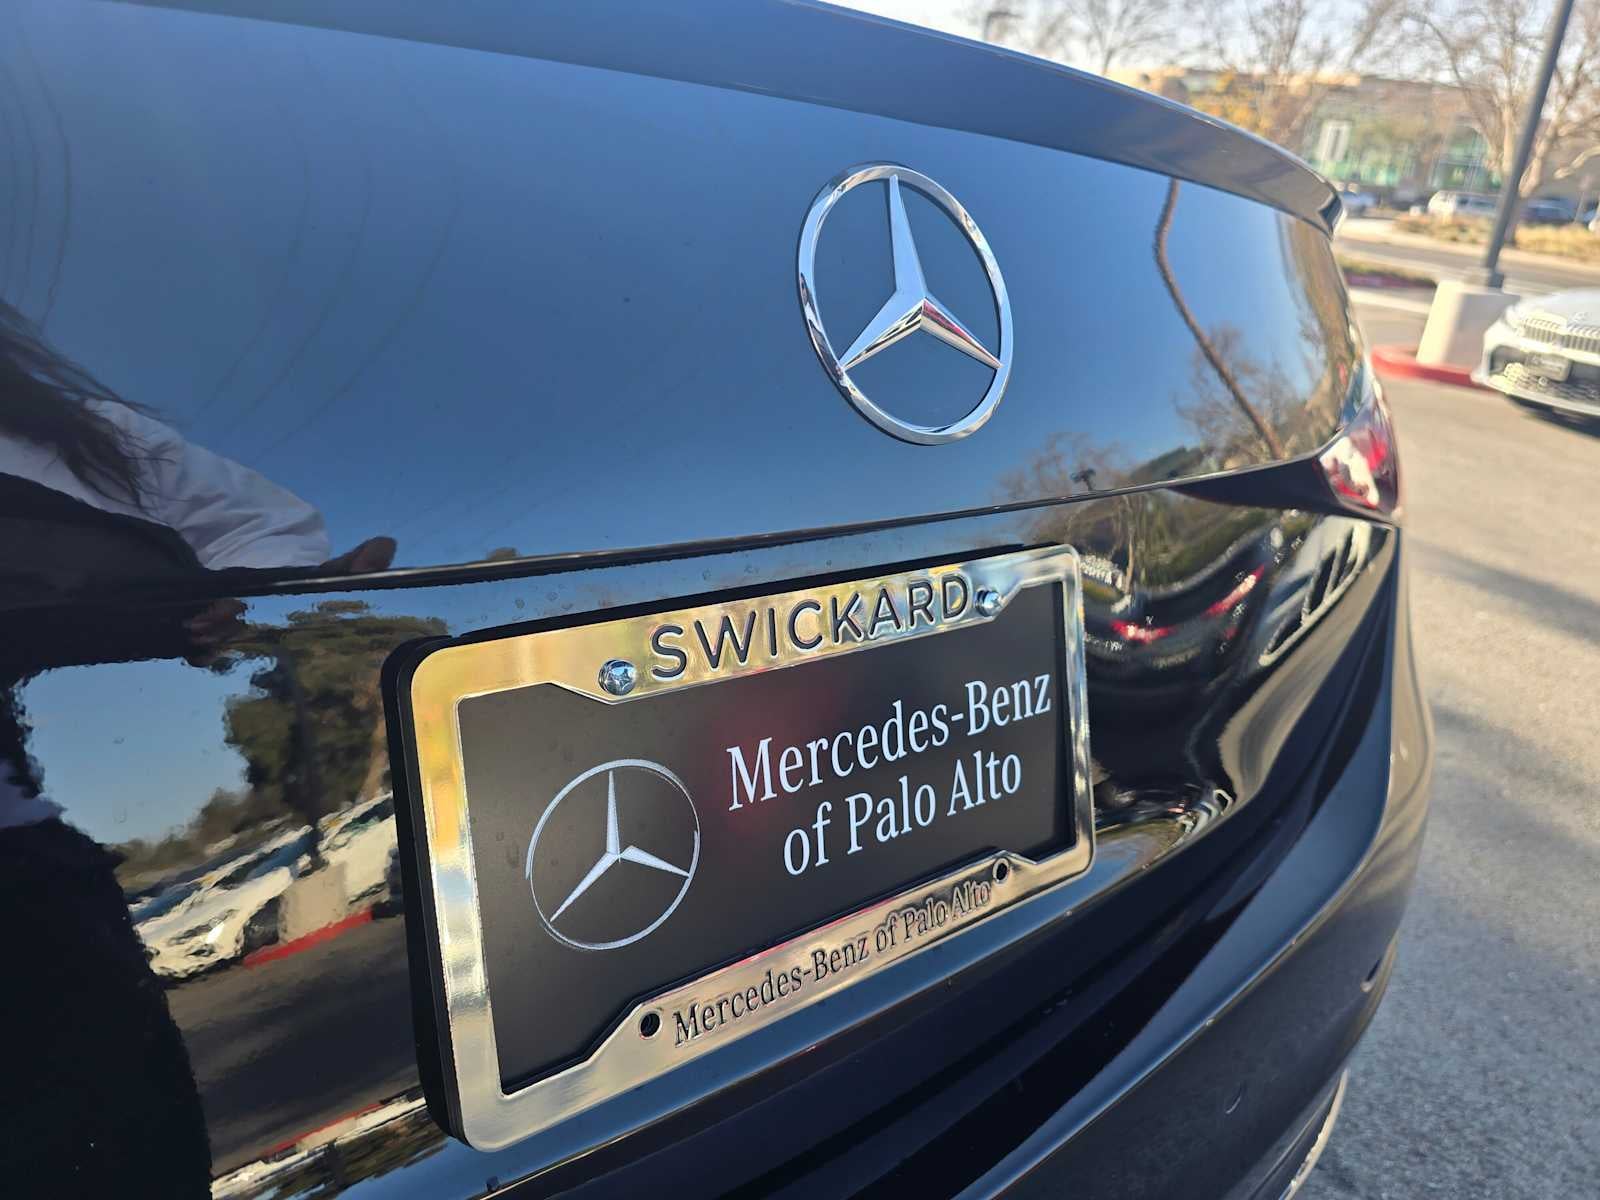 SWICKARD
Mercedes-Benz
of Palo Alto
Mercedes-Benz of Palo Alto